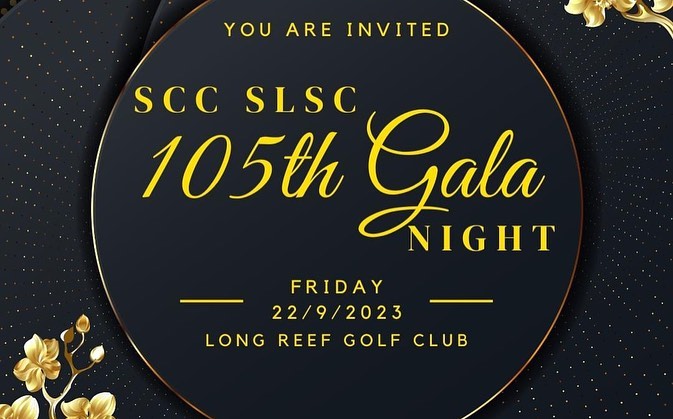 YOU ARE INVITED
SCC SLSC
105th Gala
NIGHT
FRIDAY
22/9/2023
LONG REEF GOLF CLUB